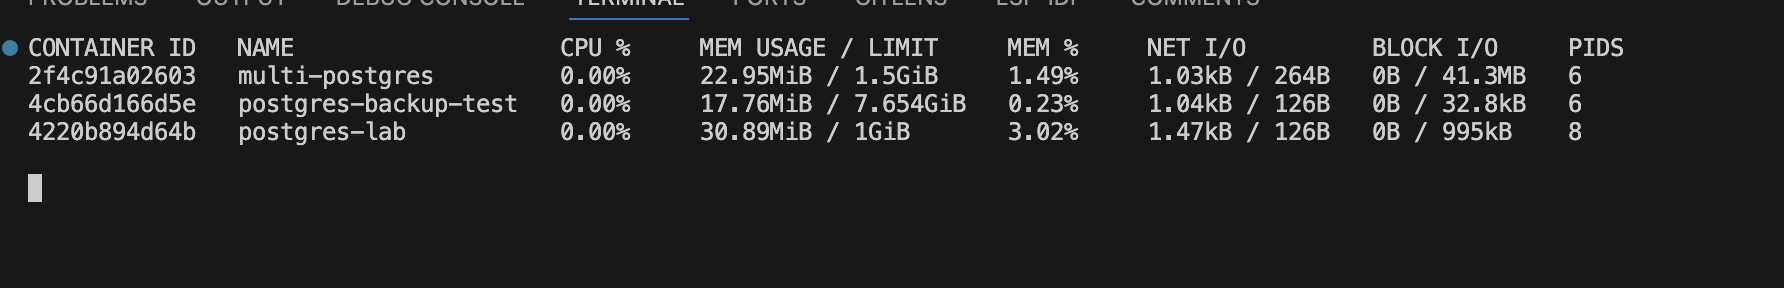 PROBLEMS OUTPUT DEBUG CONSOLE TERMINAL PORTS GITLENS ESP-IDF COMMENTS
CONTAINER ID NAME CPU % MEM USAGE / LIMIT MEM % NET I/O BLOCK I/O PIDS
2f4c91a02603 multi-postgres 0.00% 22.95MiB / 1.5GiB 1.49% 1.03kB / 264B 0B / 41.3MB 6
4cb66d166d5e postgres-backup-test 0.00% 17.76MiB / 7.654GiB 0.23% 1.04kB / 126B 0B / 32.8kB 6
4220b894d64b postgres-lab 0.00% 30.89MiB / 1GiB 3.02% 1.47kB / 126B 0B / 995kB 8